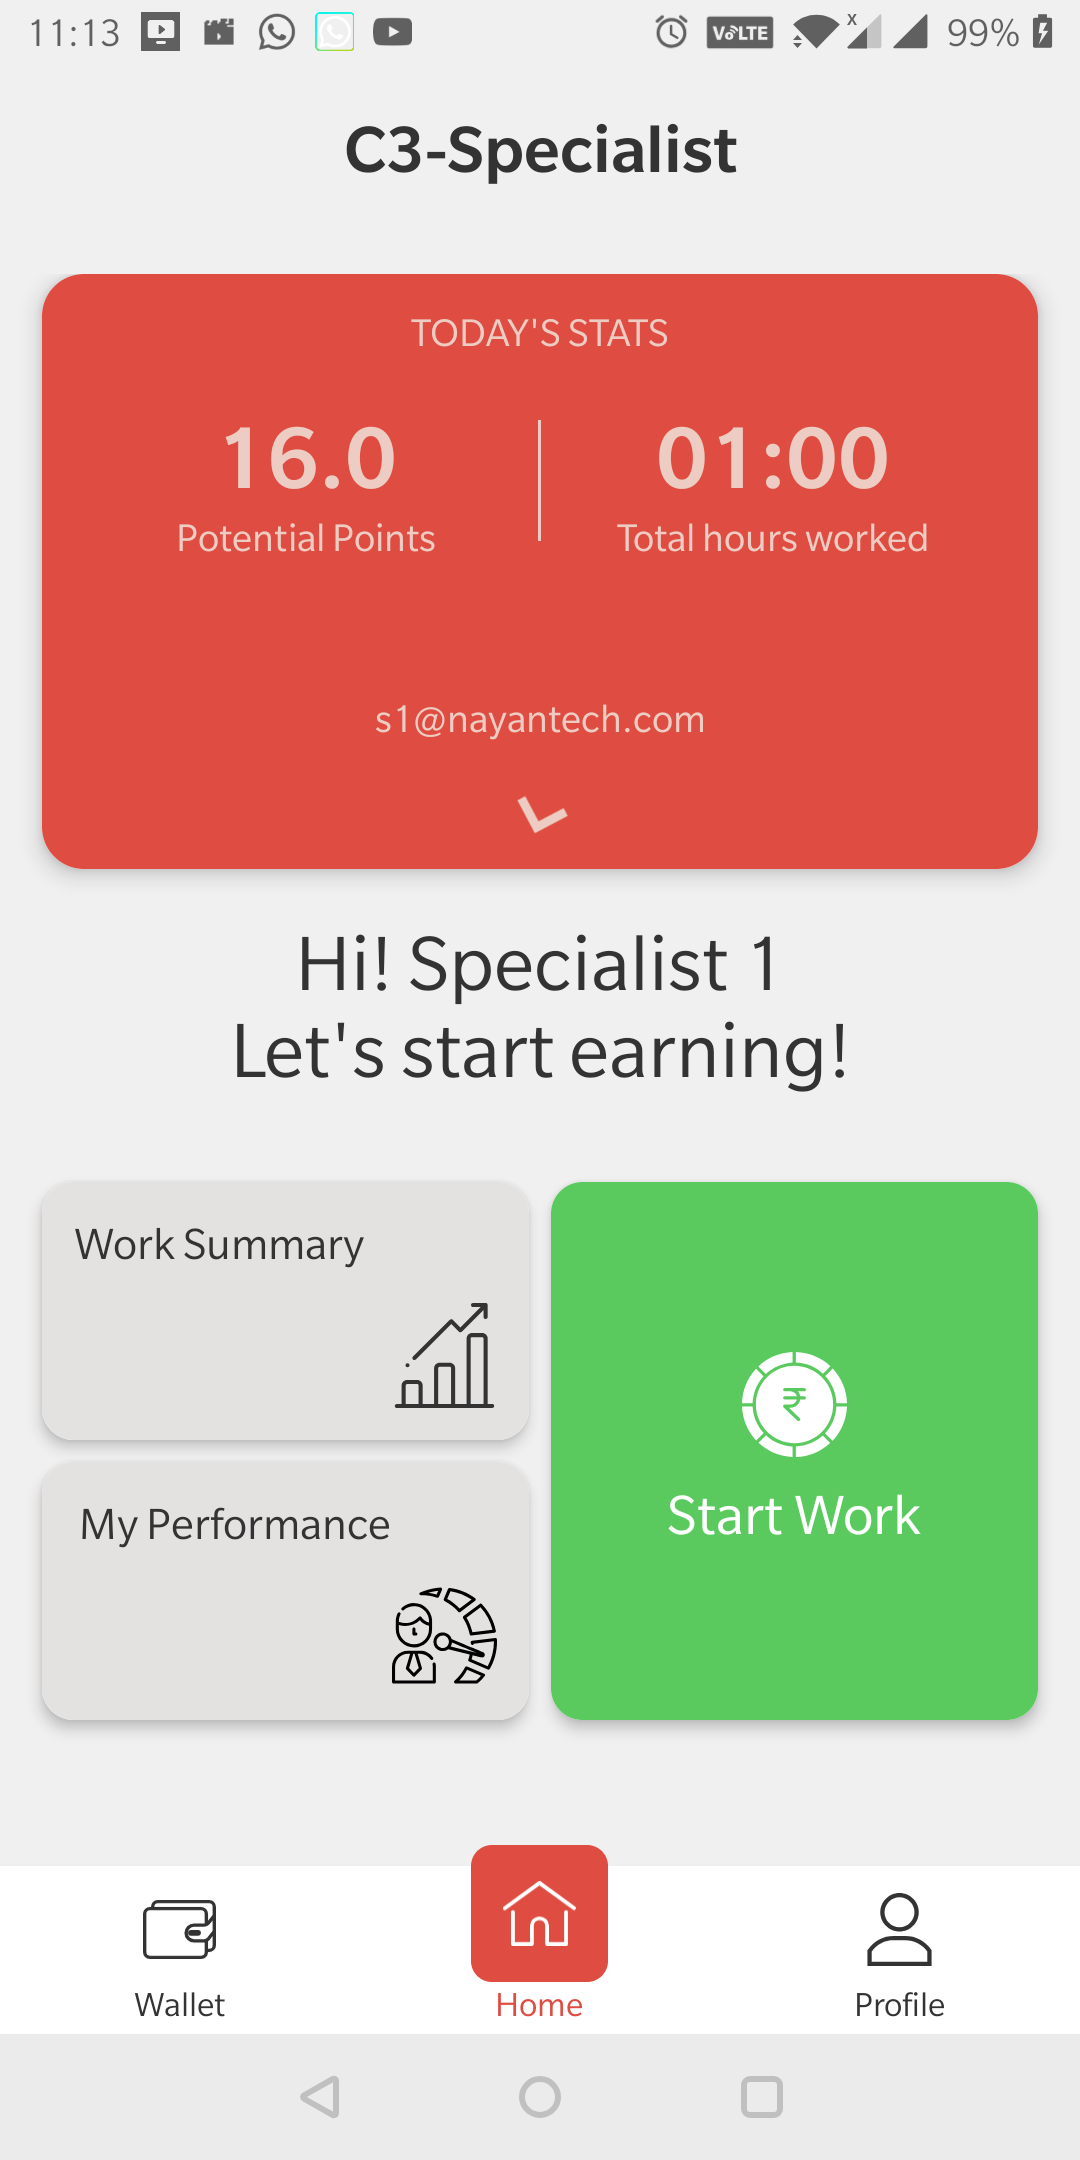 11:13
VoLTE
x
99%
C3-Specialist
TODAY'S STATS
16.0
01:00
Potential Points
Total hours worked
s1@nayantech.com
Hi! Specialist 1
Let's start earning!
Work Summary
My Performance
₹
Start Work
Wallet
Home
Profile